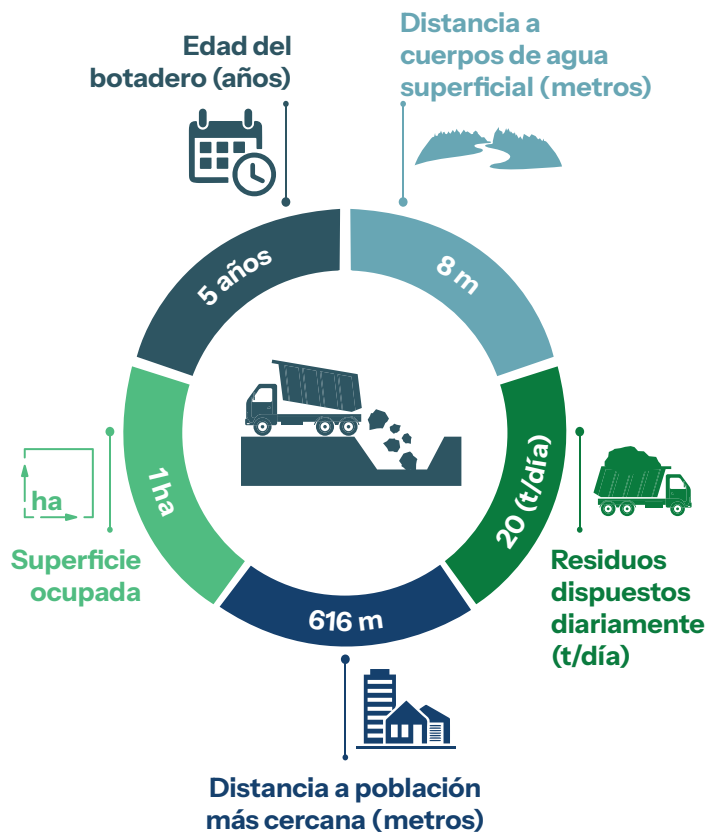 Edad del
botadero (años)
Distancia a
cuerpos de agua
superficial (metros)
5 años
8 m
1 ha
20 (t/día)
616 m
ha
Superficie
ocupada
Residuos
dispuestos
diariamente
(t/día)
Distancia a población
más cercana (metros)